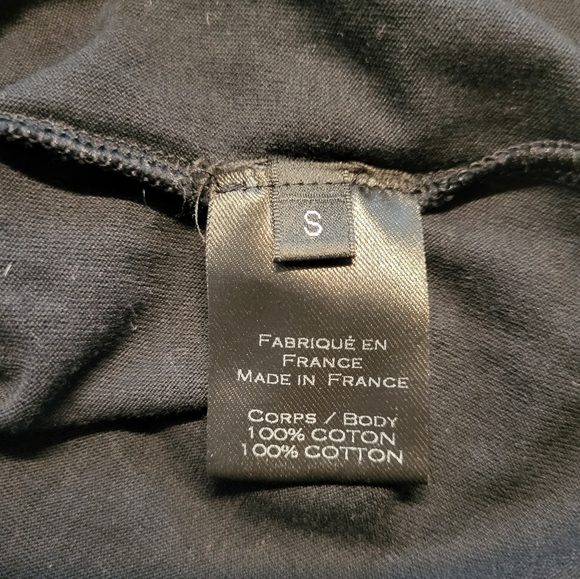 S
FABRIQUÉ EN
FRANCE
MADE IN FRANCE
CORPS / BODY
100% COTON
100% COTTON